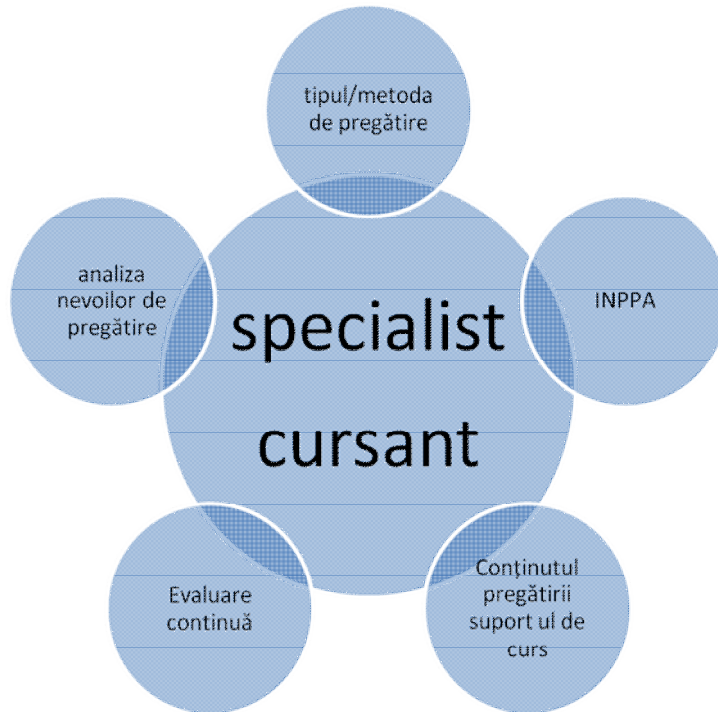 tipul/metoda
de pregătire
analiza
nevoilor de
pregătire
specialist
cursant
INPPA
Evaluare
continuă
Conținutul
pregătirii
suport ul de
curs